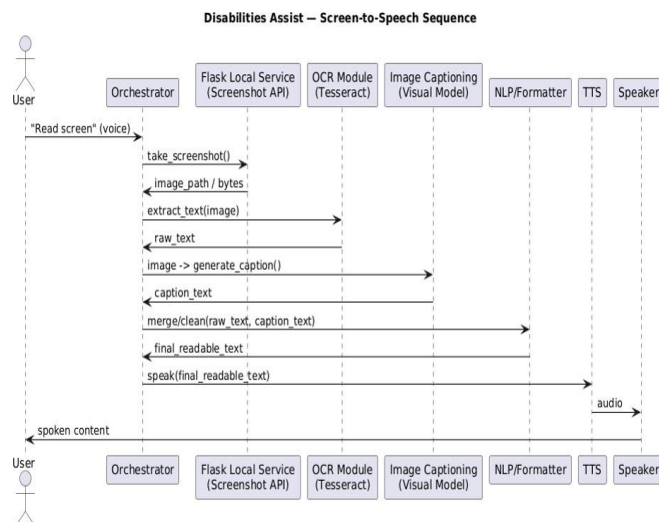 Disabilities Assist — Screen-to-Speech Sequence
User
Orchestrator
Flask Local Service
(Screenshot API)
OCR Module
(Tesseract)
Image Captioning
(Visual Model)
NLP/Formatter
TTS
Speaker
"Read screen" (voice)
take_screenshot()
image_path / bytes
extract_text(image)
raw_text
image -> generate_caption()
caption_text
merge/clean(raw_text, caption_text)
final_readable_text
speak(final_readable_text)
audio
spoken content
User
Orchestrator
Flask Local Service
(Screenshot API)
OCR Module
(Tesseract)
Image Captioning
(Visual Model)
NLP/Formatter
TTS
Speaker